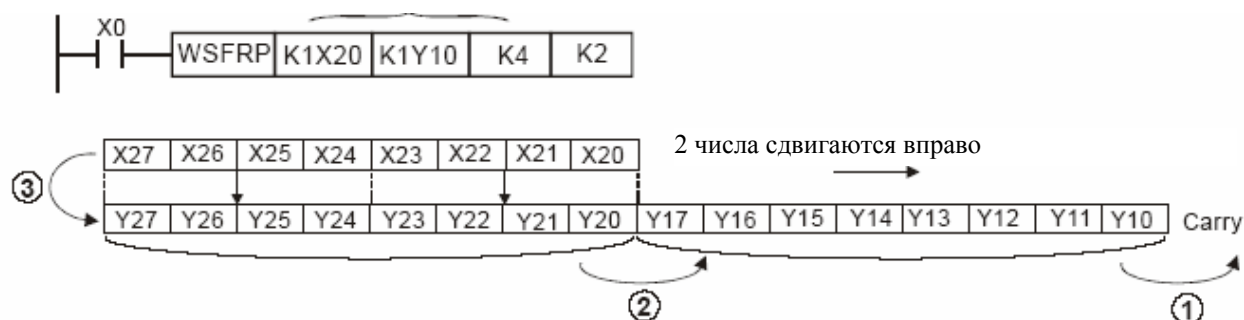 X0
WSFRP K1X20 K1Y10 K4 K2
X27 X26 X25 X24 X23 X22 X21 X20
2 числа сдвигаются вправо
3
Y27 Y26 Y25 Y24 Y23 Y22 Y21 Y20 Y17 Y16 Y15 Y14 Y13 Y12 Y11 Y10 Carry
2
1